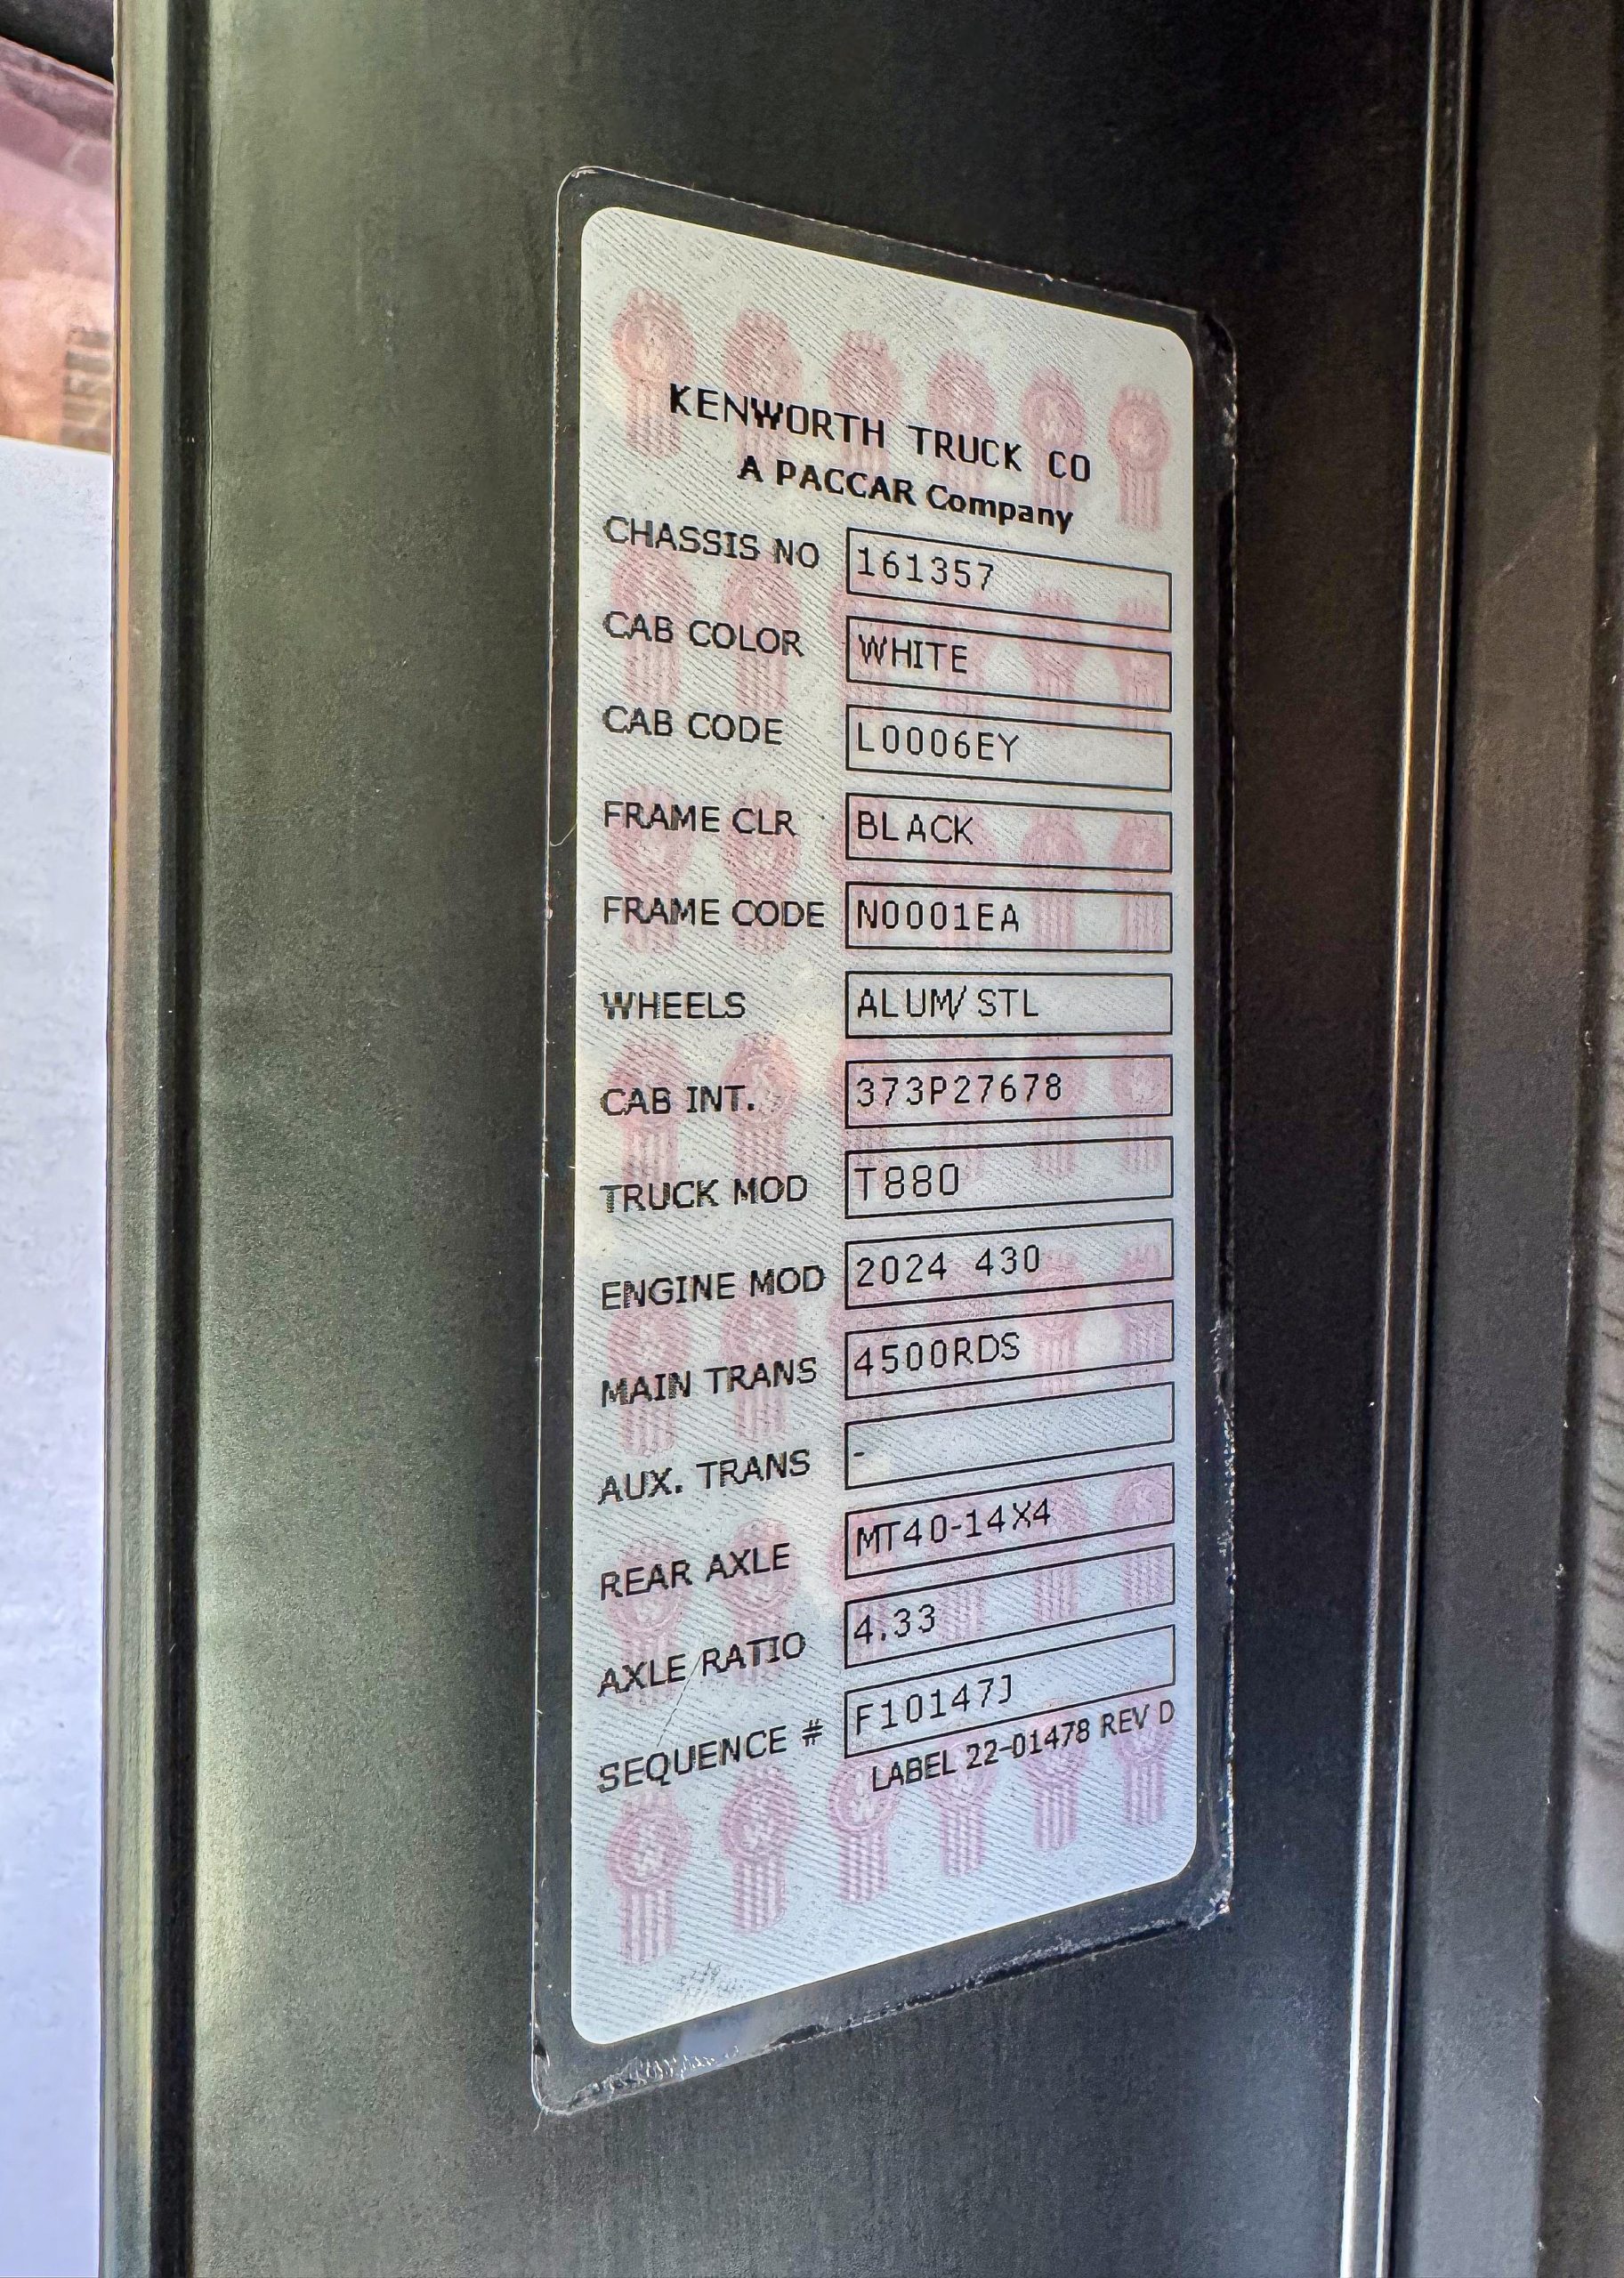 KENWORTH TRUCK CO
A PACCAR Company
CHASSIS NO 161357
CAB COLOR WHITE
CAB CODE L0006EY
FRAME CLR BLACK
FRAME CODE N0001EA
WHEELS ALUM/STL
CAB INT. 373P27678
TRUCK MOD T880
ENGINE MOD 2024 430
MAIN TRANS 4500RDS
AUX. TRANS -
REAR AXLE MT40-14X4
AXLE RATIO 4.33
SEQUENCE # F10147J
LABEL 22-01478 REV D